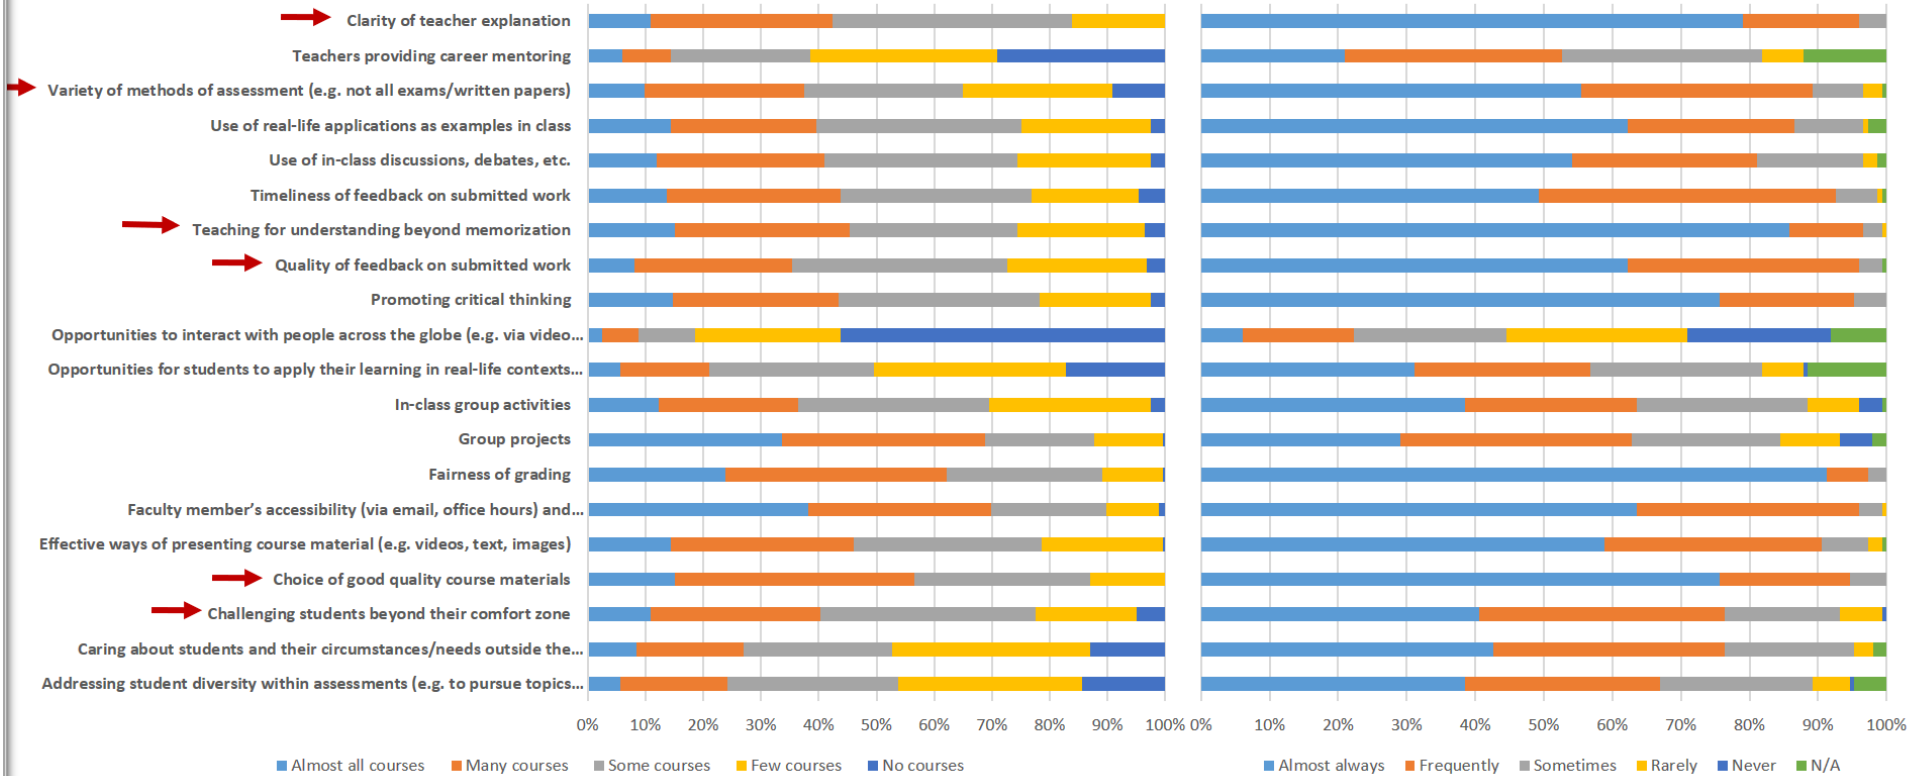 Clarity of teacher explanation
Teachers providing career mentoring
Variety of methods of assessment (e.g. not all exams/written papers)
Use of real-life applications as examples in class
Use of in-class discussions, debates, etc.
Timeliness of feedback on submitted work
Teaching for understanding beyond memorization
Quality of feedback on submitted work
Promoting critical thinking
Opportunities to interact with people across the globe (e.g. via video...
Opportunities for students to apply their learning in real-life contexts...
In-class group activities
Group projects
Fairness of grading
Faculty member’s accessibility (via email, office hours) and...
Effective ways of presenting course material (e.g. videos, text, images)
Choice of good quality course materials
Challenging students beyond their comfort zone
Caring about students and their circumstances/needs outside the...
Addressing student diversity within assessments (e.g. to pursue topics...
0% 10% 20% 30% 40% 50% 60% 70% 80% 90% 100% 0% 10% 20% 30% 40% 50% 60% 70% 80% 90% 100%
Almost all courses Many courses Some courses Few courses No courses Almost always Frequently Sometimes Rarely Never N/A